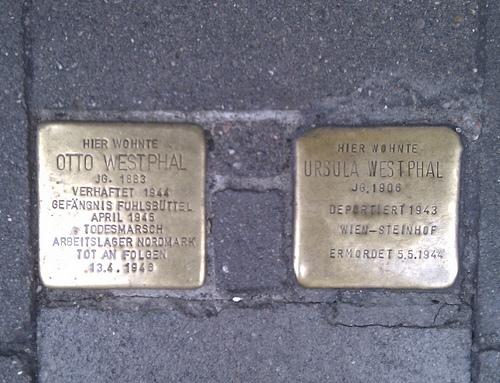 HIER WOHNTE
OTTO WESTPHAL
JG. 1883
VERHAFTET 1944
GEFÄNGNIS FUHLSBÜTTEL
APRIL 1945
TODESMARSCH
ARBEITSLAGER NORDMARK
TOT AN FOLGEN
13.4.1946
HIER WOHNTE
URSULA WESTPHAL
JG.1906
DEPORTIERT 1943
WIEN-STEINHOF
ERMORDET 5.5.1944